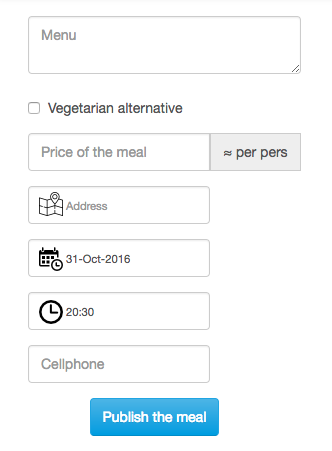 Menu
Vegetarian alternative
Price of the meal ≈ per pers
Address
31-Oct-2016
20:30
Cellphone
Publish the meal